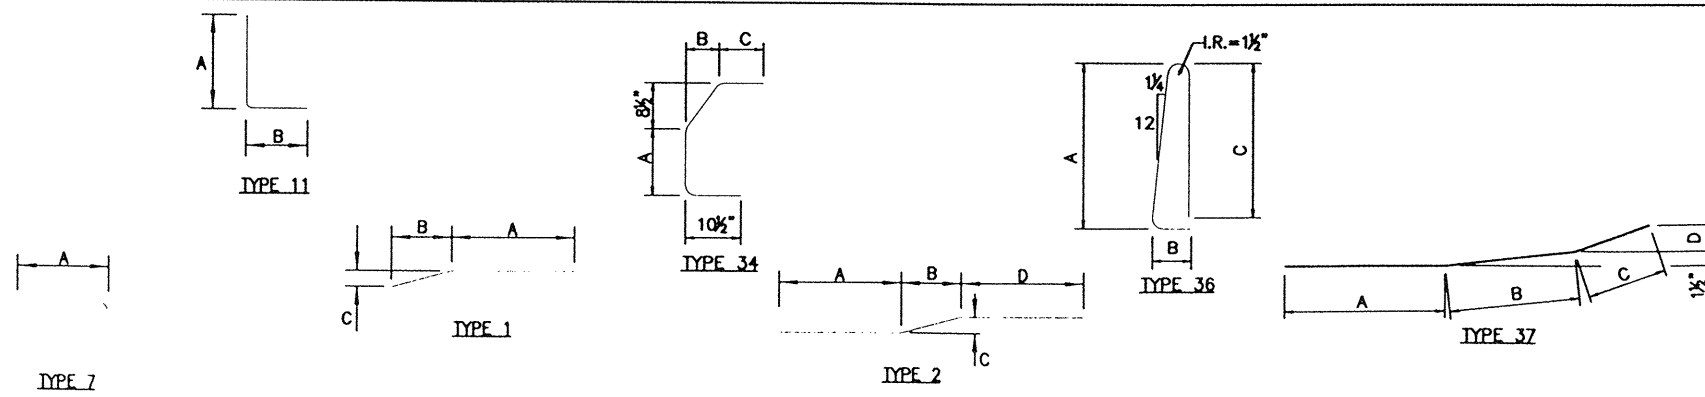 A
B
TYPE 11
B C
8½"
A
10½"
TYPE 34
I.R.=1½"
1¼
12
A
C
B
TYPE 36
A
TYPE 7
B A
C
TYPE 1
A B D
C
TYPE 2
D
1½"
A B C
TYPE 37